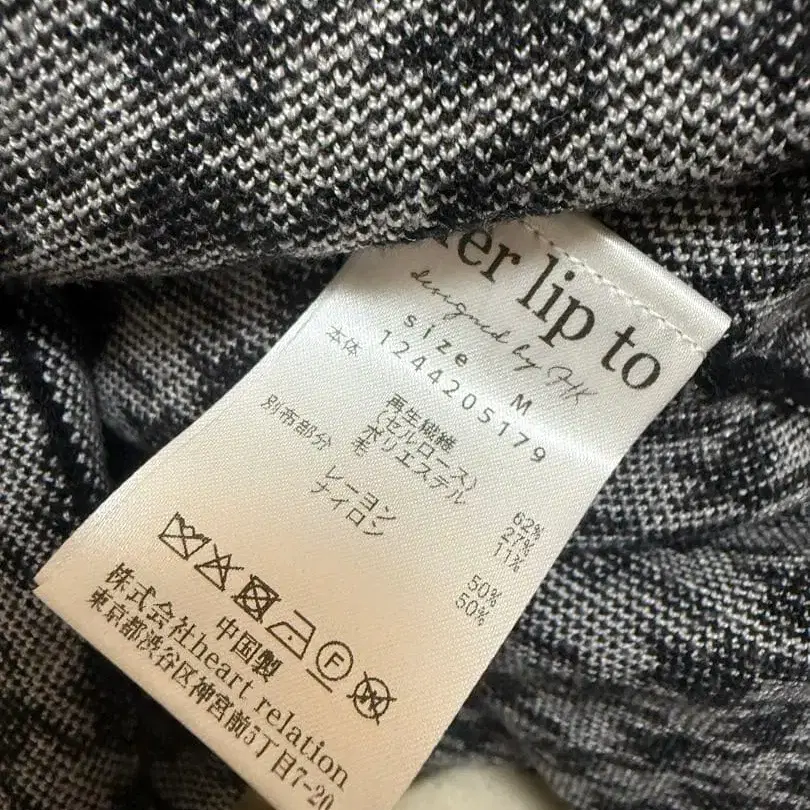 er lip to
designed by HK
size M
1244205179
本体
再生繊維
(セルロース) 62%
ポリエステル 27%
毛 11%
別布部分
レーヨン 50%
ナイロン 50%
F
W
中国製
株式会社heart relation
東京都渋谷区神宮前5丁目7-20